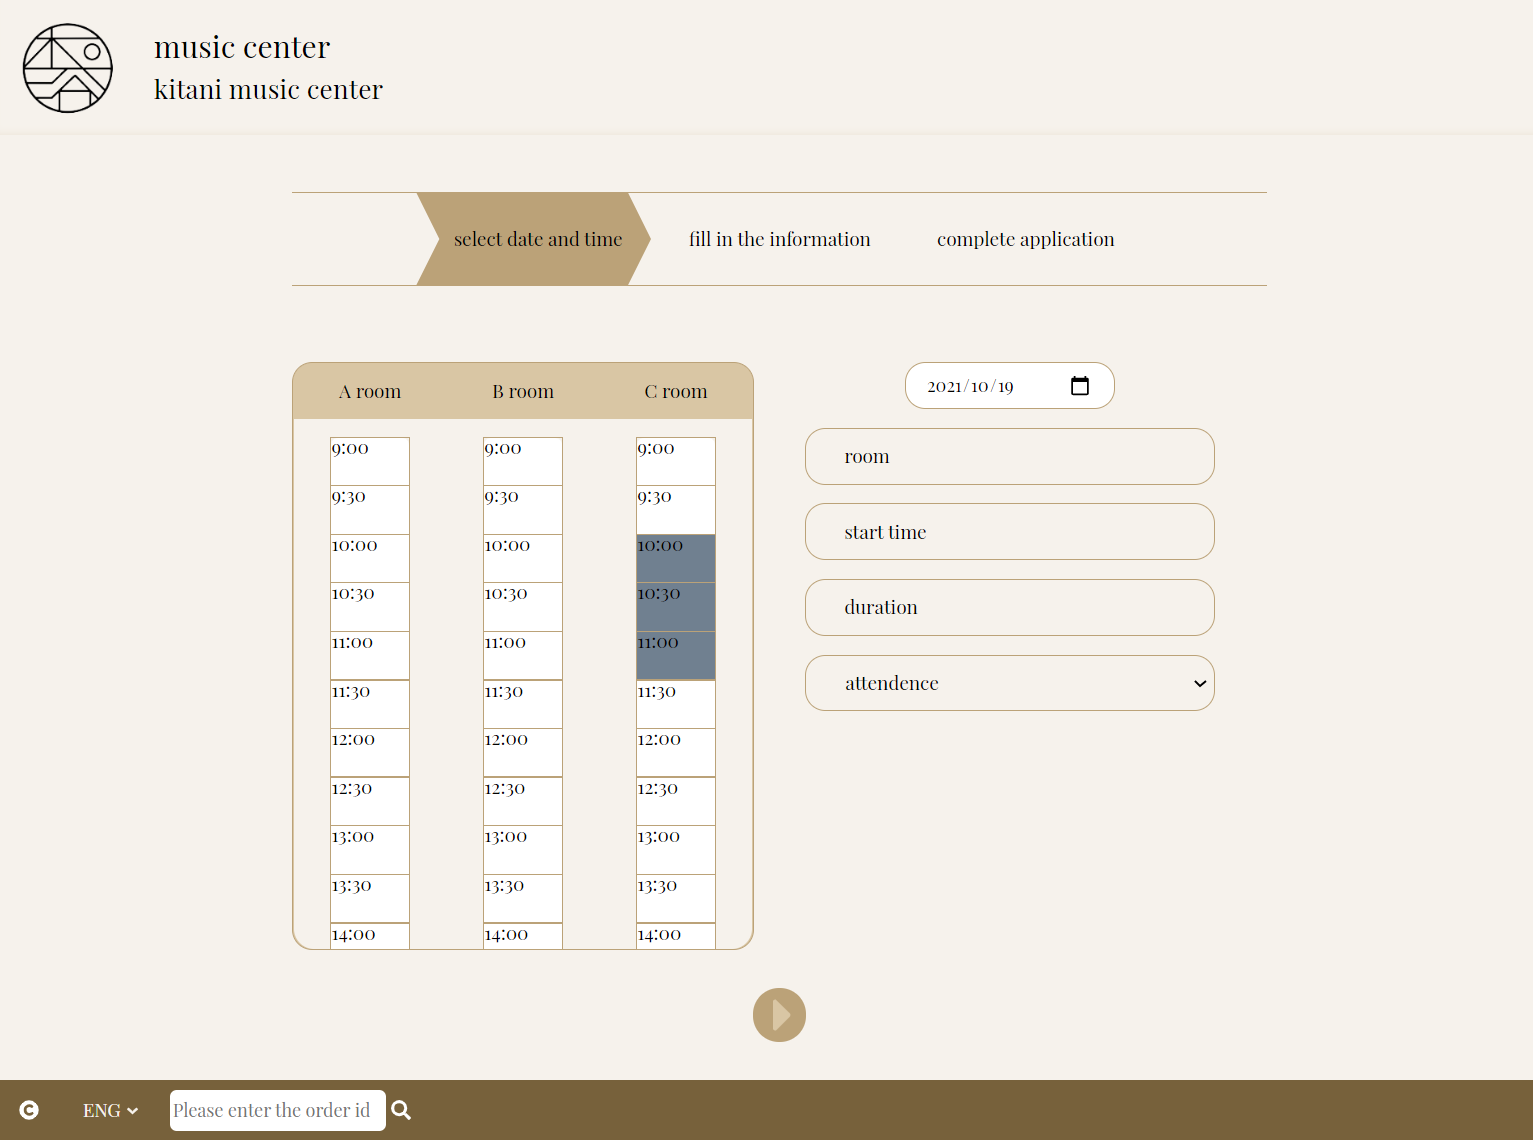 music center
kitani music center
select date and time
fill in the information
complete application
A room
B room
C room
9:00 9:00 9:00
9:30 9:30 9:30
10:00 10:00 10:00
10:30 10:30 10:30
11:00 11:00 11:00
11:30 11:30 11:30
12:00 12:00 12:00
12:30 12:30 12:30
13:00 13:00 13:00
13:30 13:30 13:30
14:00 14:00 14:00
2021/10/19
room
start time
duration
attendence
C
ENG
Please enter the order id